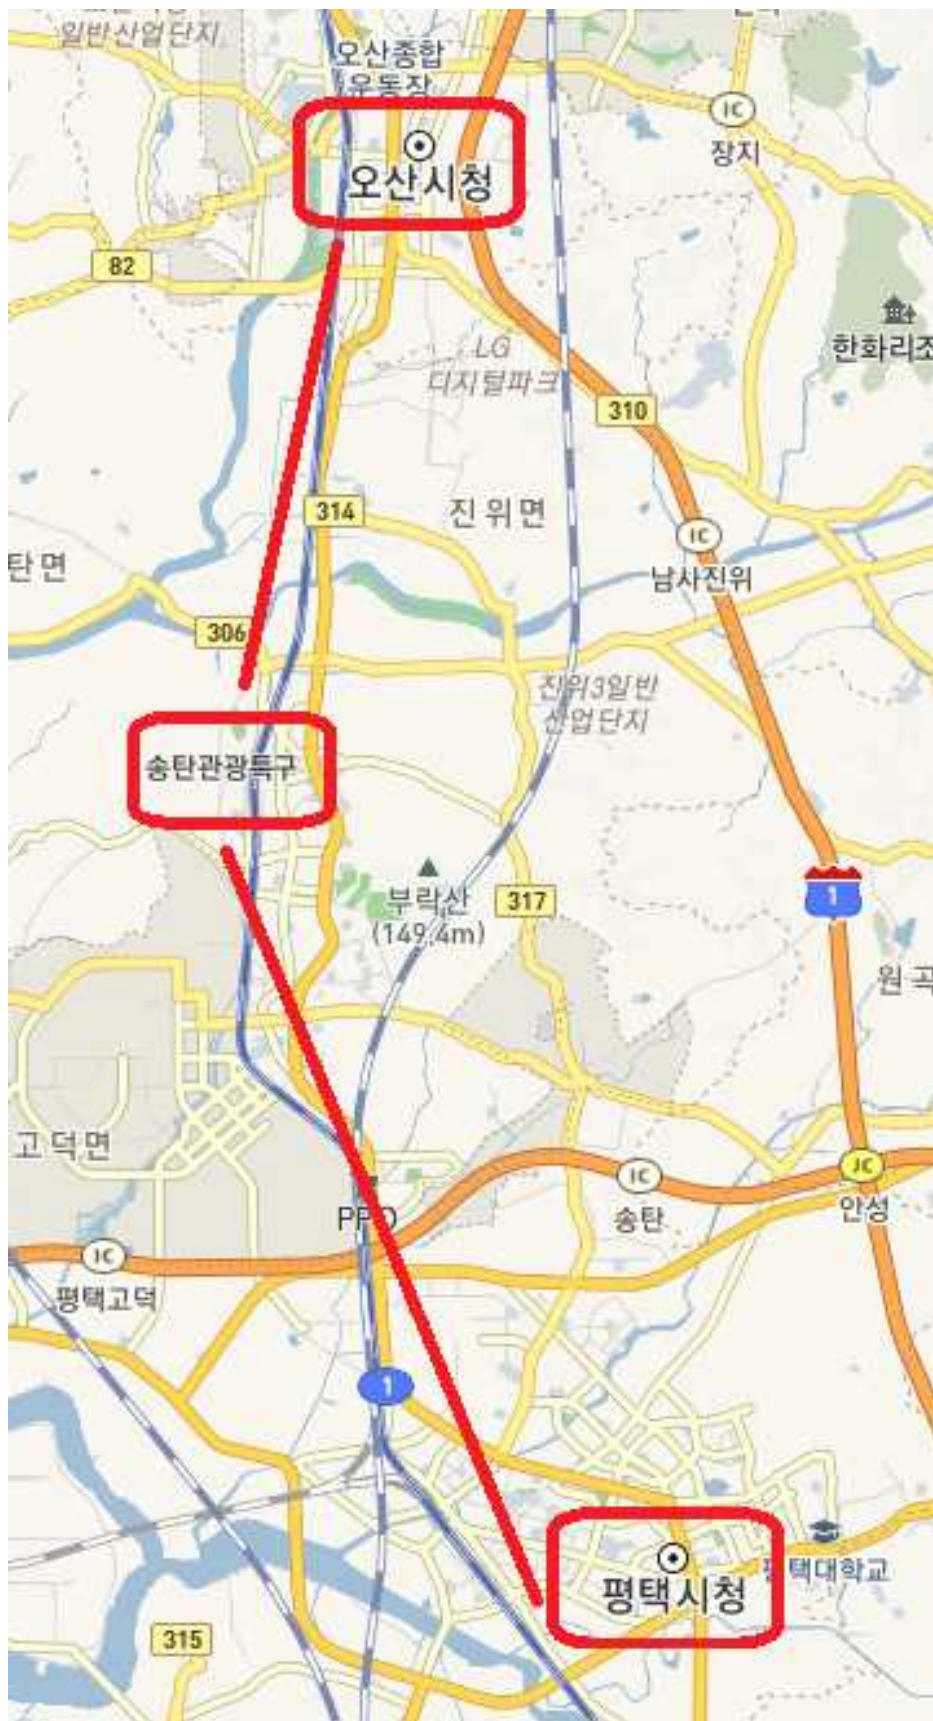 일반산업단지
오산종합
운동장
IC
장지
오산시청
82
한화리조
LG
디지털파크
310
314
진위면
IC
남사진위
탄면
306
진위3일반
산업단지
송탄관광특구
부락산
(149.4m)
317
1
원곡
고덕면
IC
송탄
JC
안성
IC
평택고덕
1
평택시청
평택대학교
315